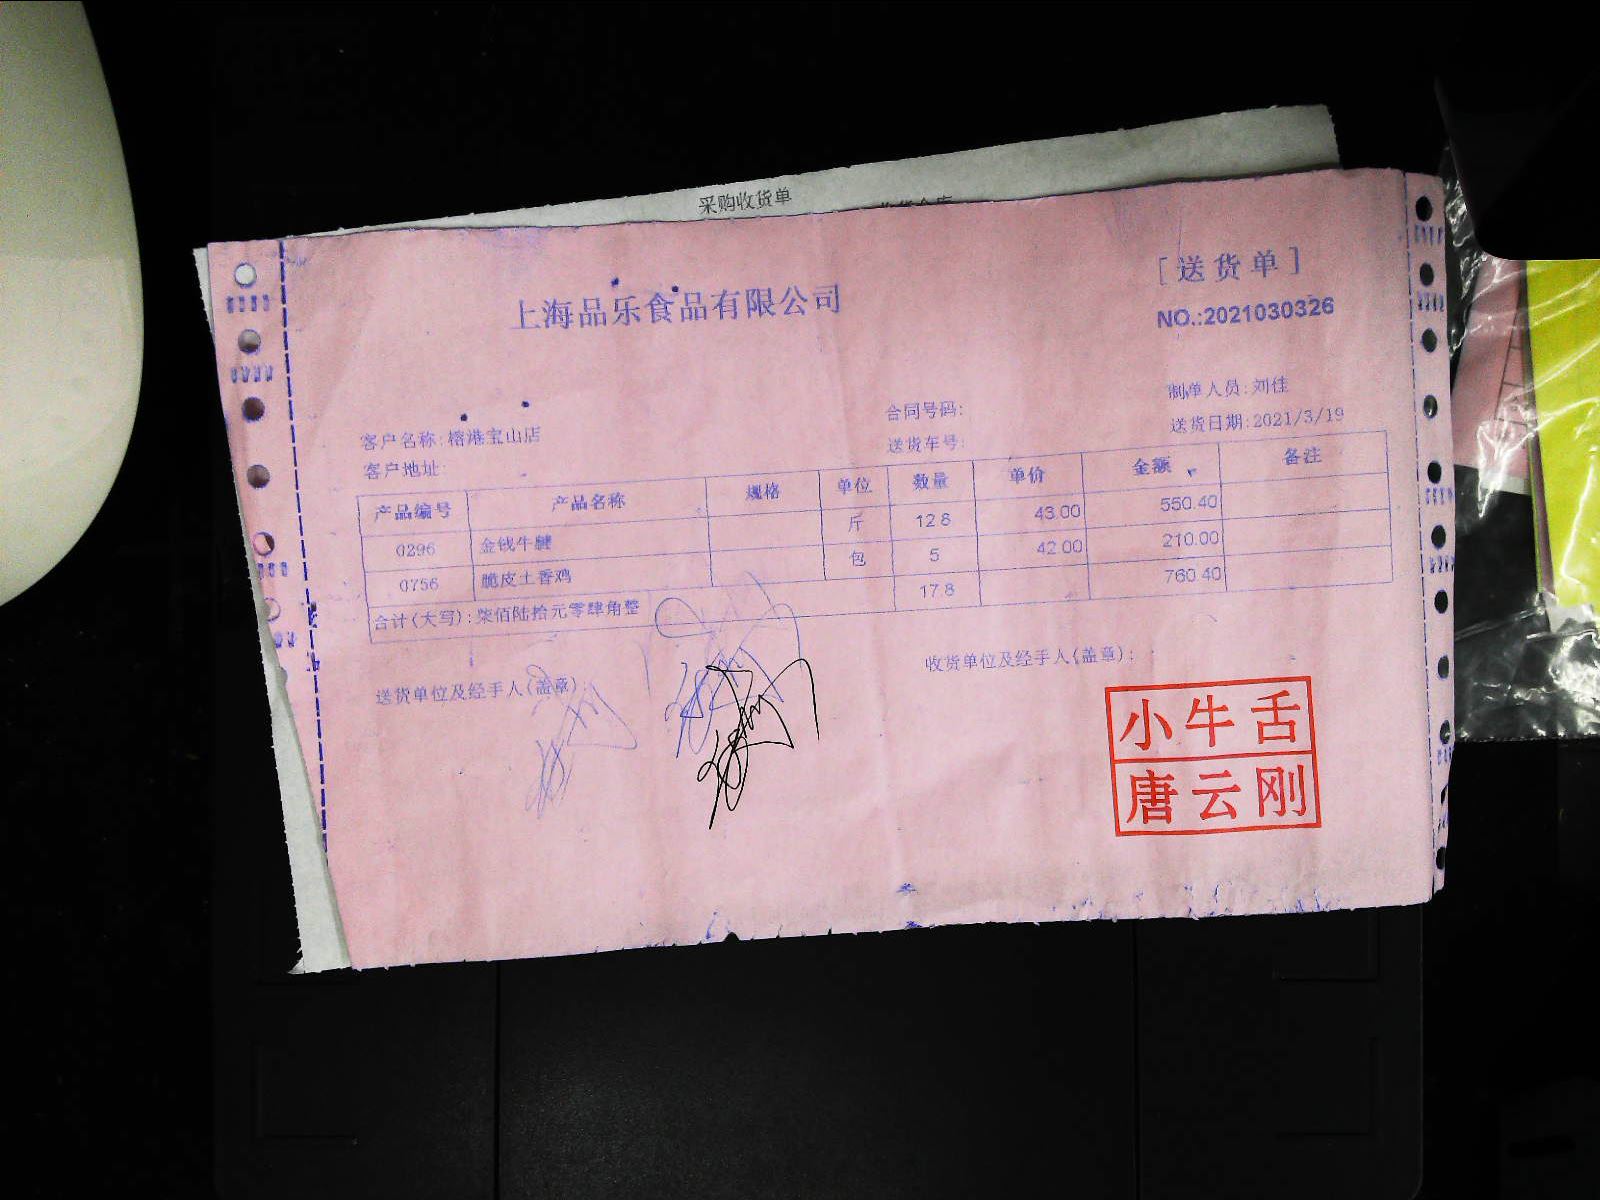 采购收货单
[送货单]
上海品乐食品有限公司
NO.:2021030326
制单人员:刘佳
合同号码:
送货日期:2021/3/19
客户名称:榕港宝山店
送货车号:
客户地址:
产品编号 产品名称 规格 单位 数量 单价 金额 备注
0296 金钱牛腱 斤 12.8 43.00 550.40
0756 脆皮土香鸡 包 5 42.00 210.00
合计(大写):柒佰陆拾元零肆角整 17.8 760.40
送货单位及经手人(盖章):
收货单位及经手人(盖章):
小牛舌
唐云刚